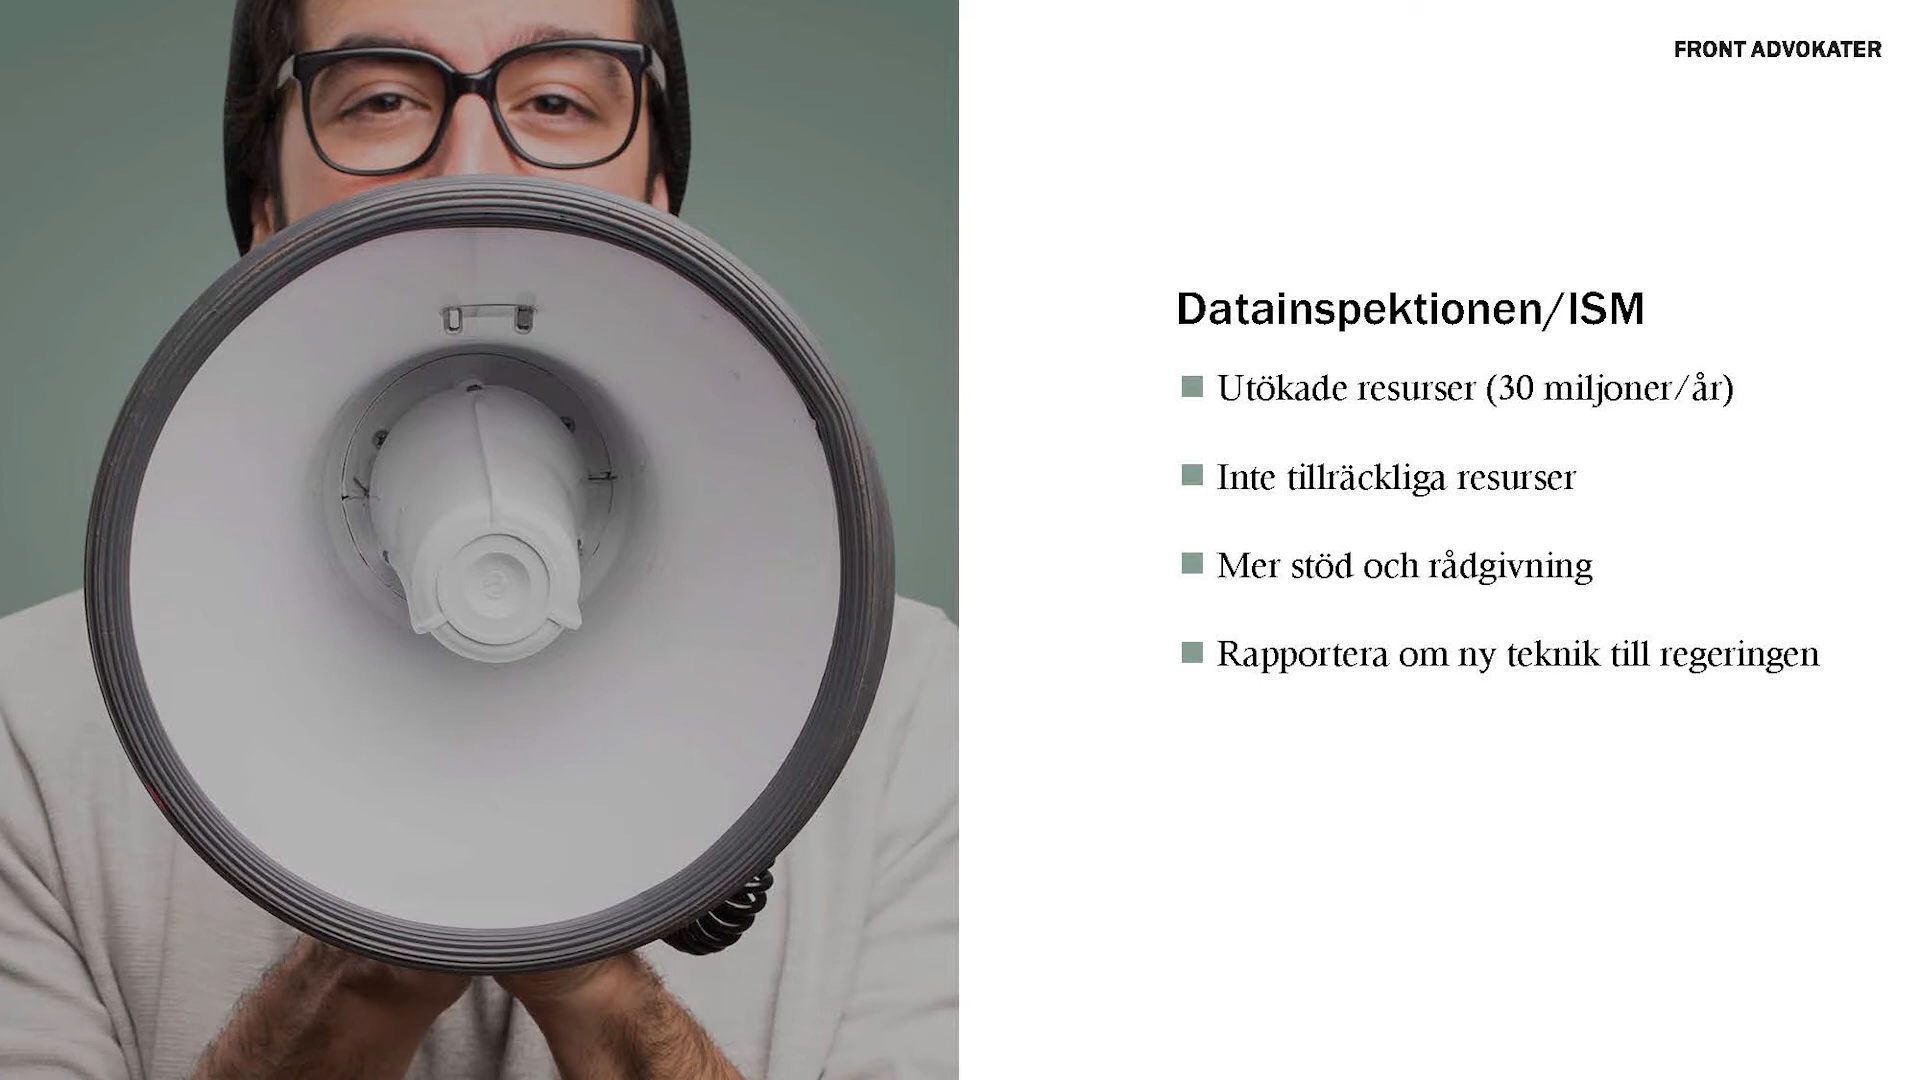 FRONT ADVOKATER
Datainspektionen/ISM
Utökade resurser (30 miljoner/år)
Inte tillräckliga resurser
Mer stöd och rådgivning
Rapportera om ny teknik till regeringen